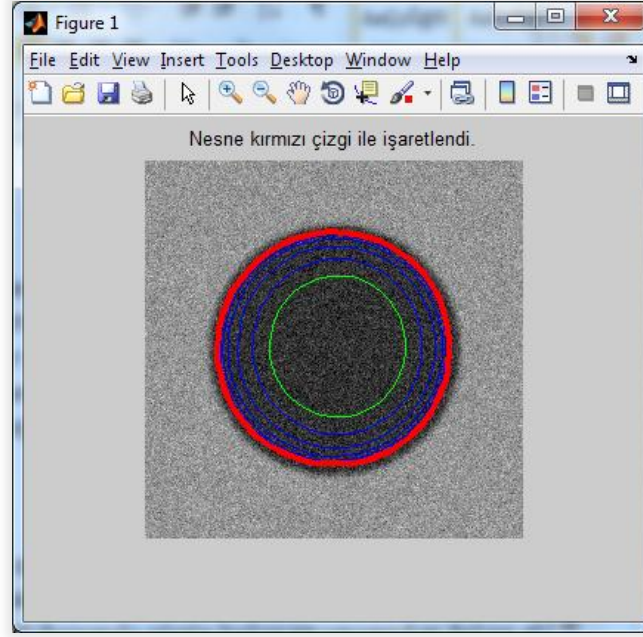 Figure 1
File Edit View Insert Tools Desktop Window Help
Nesne kırmızı çizgi ile işaretlendi.